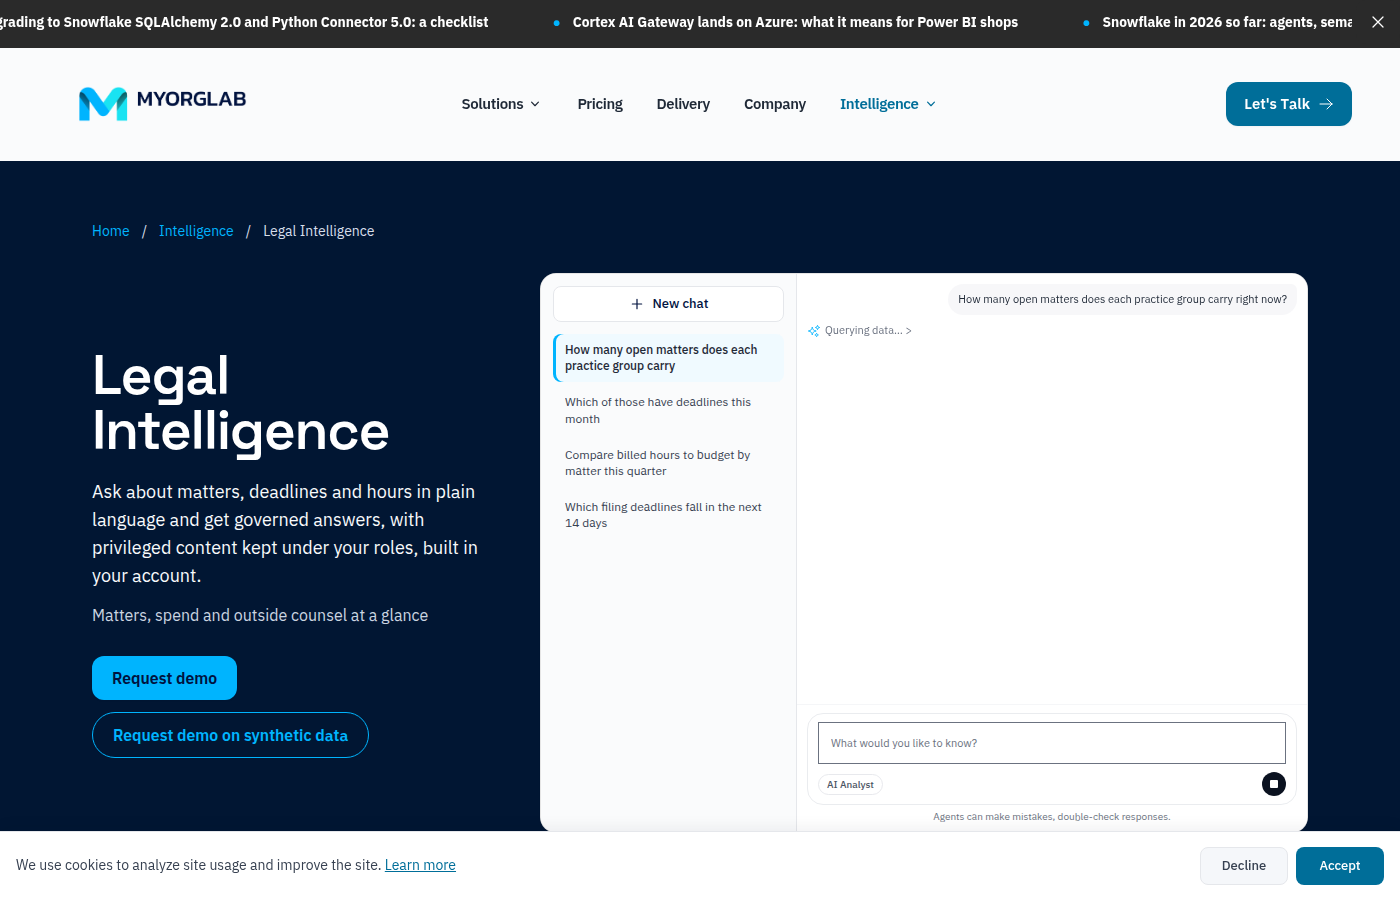 grading to Snowflake SQLAlchemy 2.0 and Python Connector 5.0: a checklist
Cortex AI Gateway lands on Azure: what it means for Power BI shops
Snowflake in 2026 so far: agents, sema
MYORGLAB
Solutions
Pricing
Delivery
Company
Intelligence
Let's Talk
Home / Intelligence / Legal Intelligence
Legal
Intelligence
Ask about matters, deadlines and hours in plain
language and get governed answers, with
privileged content kept under your roles, built in
your account.
Matters, spend and outside counsel at a glance
Request demo
Request demo on synthetic data
New chat
How many open matters does each
practice group carry
Which of those have deadlines this
month
Compare billed hours to budget by
matter this quarter
Which filing deadlines fall in the next
14 days
How many open matters does each practice group carry right now?
Querying data... >
What would you like to know?
AI Analyst
Agents can make mistakes, double-check responses.
We use cookies to analyze site usage and improve the site. Learn more
Decline
Accept